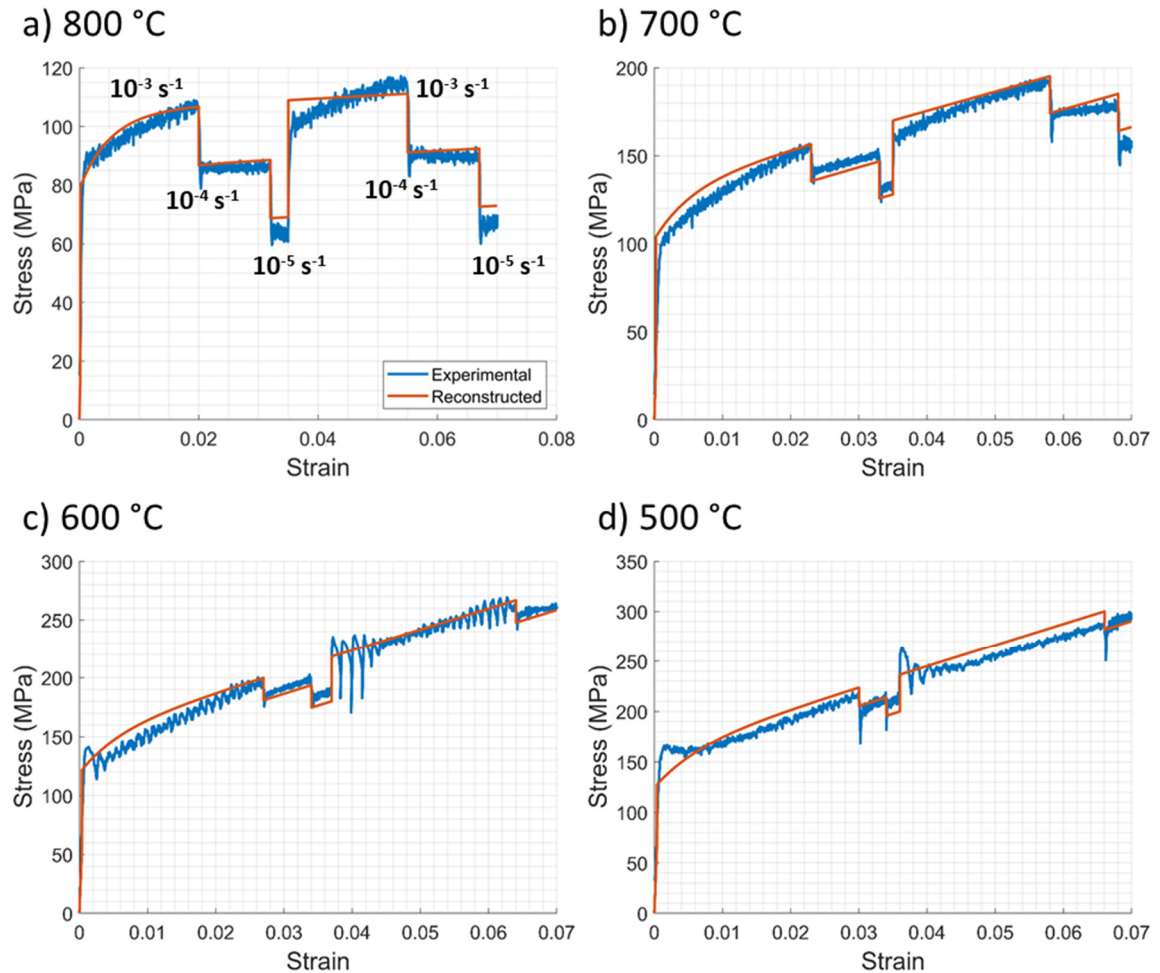 a) 800 °C
120
100
80
60
40
20
0
Stress (MPa)
10⁻³ s⁻¹
10⁻³ s⁻¹
10⁻⁴ s⁻¹
10⁻⁴ s⁻¹
10⁻⁵ s⁻¹
10⁻⁵ s⁻¹
Experimental
Reconstructed
0 0.02 0.04 0.06 0.08
Strain
b) 700 °C
200
150
100
50
0
Stress (MPa)
0 0.01 0.02 0.03 0.04 0.05 0.06 0.07
Strain
c) 600 °C
300
250
200
150
100
50
0
Stress (MPa)
0 0.01 0.02 0.03 0.04 0.05 0.06 0.07
Strain
d) 500 °C
350
300
250
200
150
100
50
0
Stress (MPa)
0 0.01 0.02 0.03 0.04 0.05 0.06 0.07
Strain